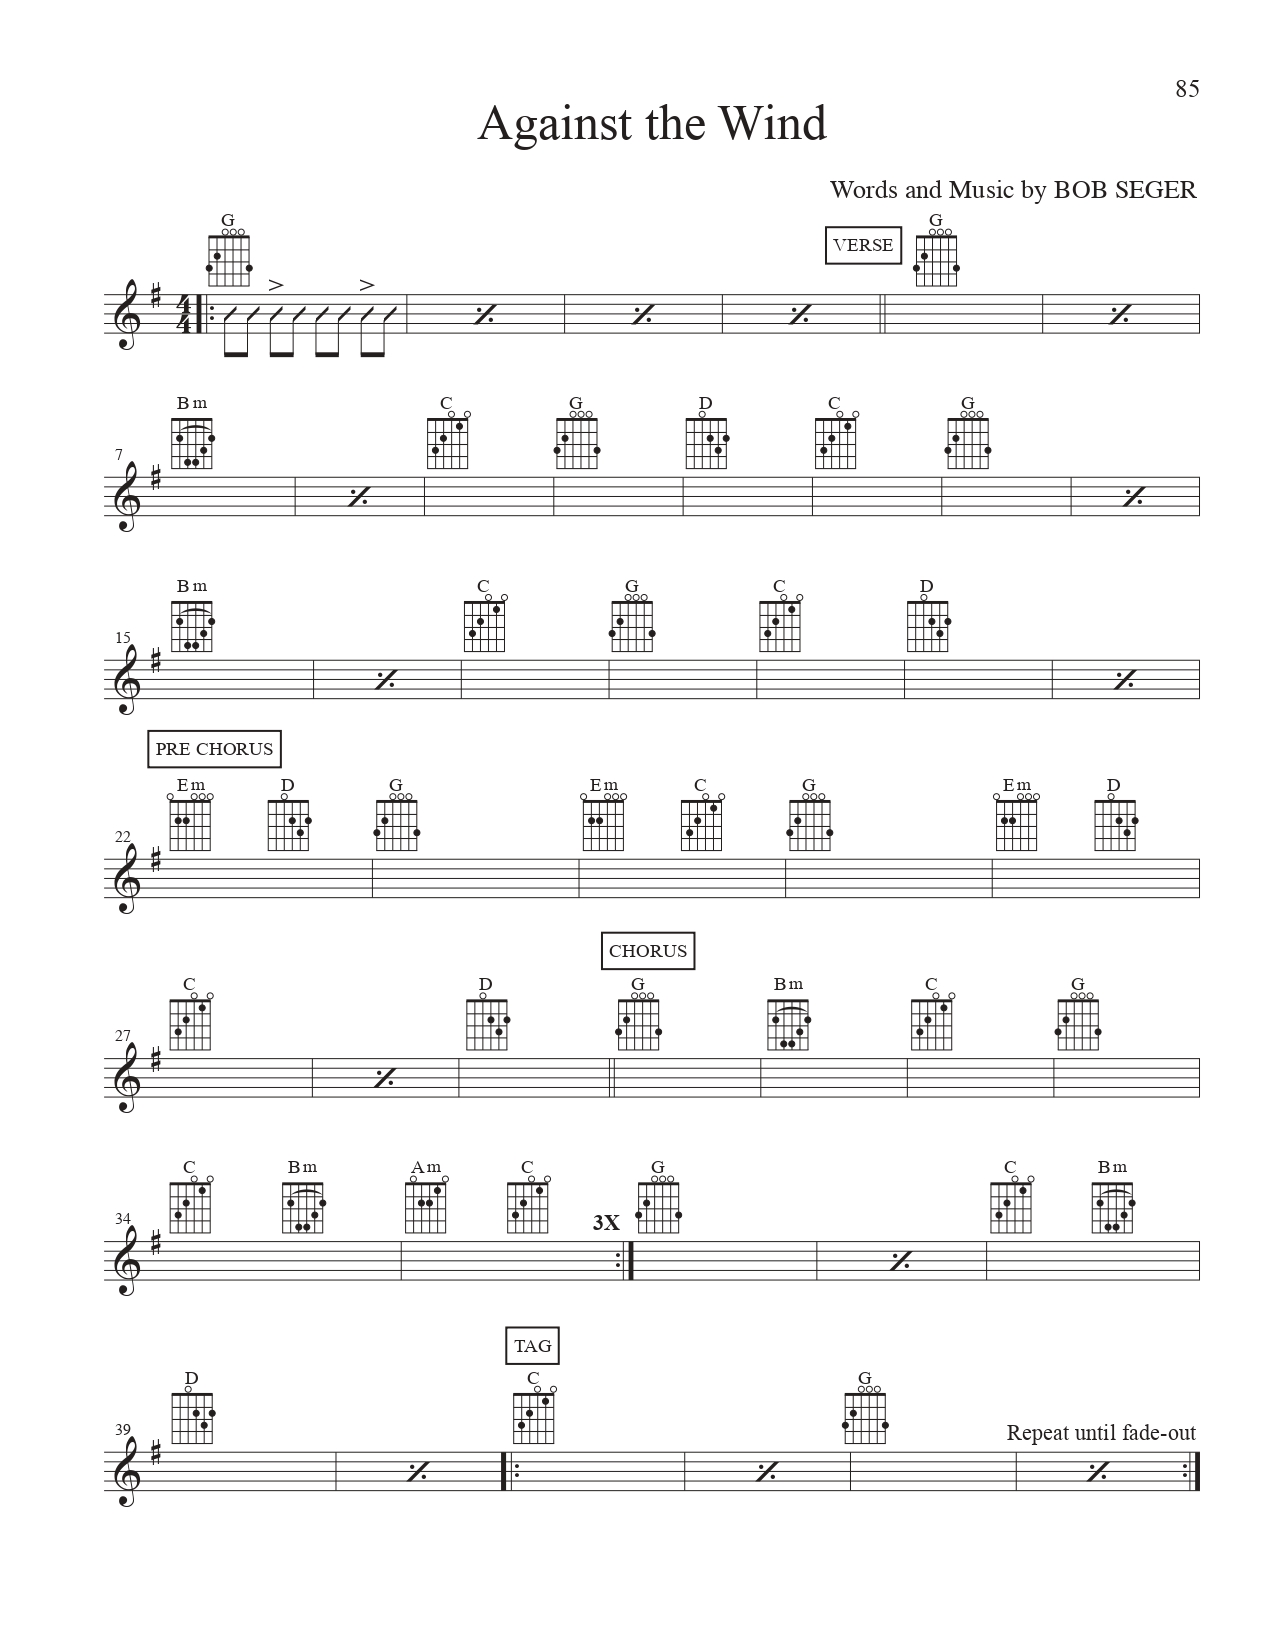 85
Against the Wind
Words and Music by BOB SEGER
G VERSE G
4
4
Bm C G D C G
7
Bm C G C D
15
PRE CHORUS
Em D G Em C G Em D
22
CHORUS
C D G Bm C G
27
C Bm Am C G C Bm
34 3X
TAG
D C G
39 Repeat until fade-out